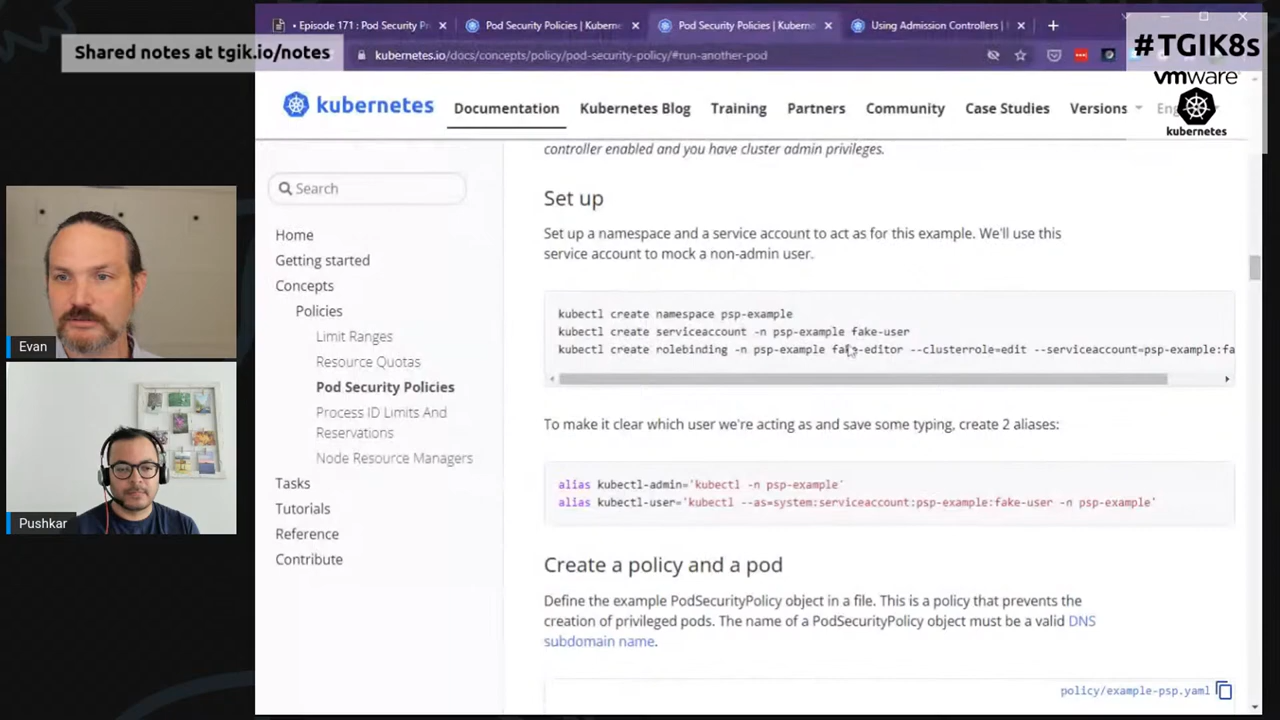 • Episode 171 : Pod Security Pr
Pod Security Policies | Kuberne
Pod Security Policies | Kuberne
Using Admission Controllers |
Shared notes at tgik.io/notes
kubernetes.io/docs/concepts/policy/pod-security-policy/#run-another-pod
#TGIK8s
vmware
kubernetes
kubernetes
Documentation
Kubernetes Blog
Training
Partners
Community
Case Studies
Versions
Eng
controller enabled and you have cluster admin privileges.
Search
Home
Getting started
Concepts
Policies
Limit Ranges
Resource Quotas
Pod Security Policies
Process ID Limits And
Reservations
Node Resource Managers
Tasks
Tutorials
Reference
Contribute
Set up
Set up a namespace and a service account to act as for this example. We'll use this
service account to mock a non-admin user.
kubectl create namespace psp-example
kubectl create serviceaccount -n psp-example fake-user
kubectl create rolebinding -n psp-example fake-editor --clusterrole=edit --serviceaccount=psp-example:fa
To make it clear which user we're acting as and save some typing, create 2 aliases:
alias kubectl-admin='kubectl -n psp-example'
alias kubectl-user='kubectl --as=system:serviceaccount:psp-example:fake-user -n psp-example'
Create a policy and a pod
Define the example PodSecurityPolicy object in a file. This is a policy that prevents the
creation of privileged pods. The name of a PodSecurityPolicy object must be a valid DNS
subdomain name.
policy/example-psp.yaml
Evan
Pushkar